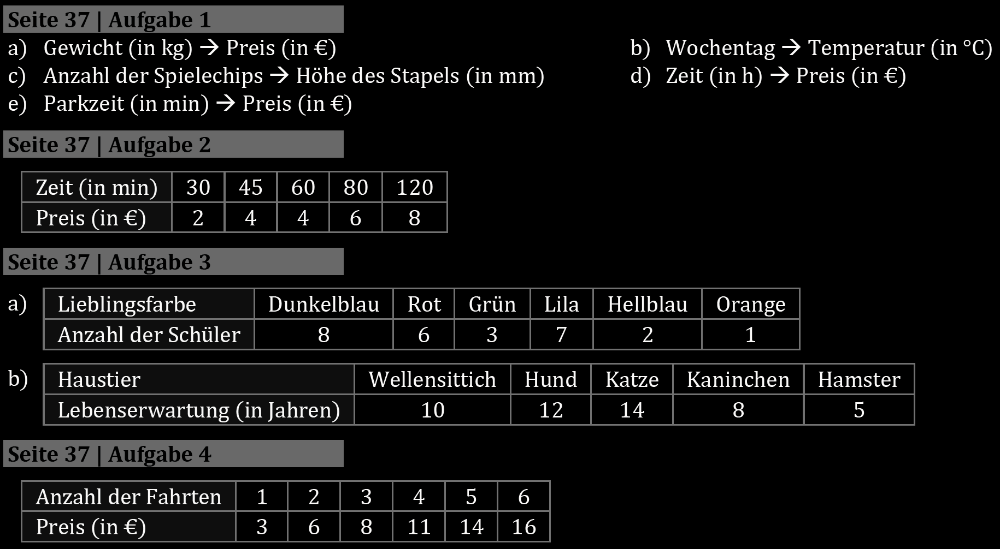 Seite 37 | Aufgabe 1
a) Gewicht (in kg) → Preis (in €) b) Wochentag → Temperatur (in °C)
c) Anzahl der Spielechips → Höhe des Stapels (in mm) d) Zeit (in h) → Preis (in €)
e) Parkzeit (in min) → Preis (in €)
Seite 37 | Aufgabe 2
Zeit (in min) 30 45 60 80 120
Preis (in €) 2 4 4 6 8
Seite 37 | Aufgabe 3
a) Lieblingsfarbe Dunkelblau Rot Grün Lila Hellblau Orange
Anzahl der Schüler 8 6 3 7 2 1
b) Haustier Wellensittich Hund Katze Kaninchen Hamster
Lebenserwartung (in Jahren) 10 12 14 8 5
Seite 37 | Aufgabe 4
Anzahl der Fahrten 1 2 3 4 5 6
Preis (in €) 3 6 8 11 14 16